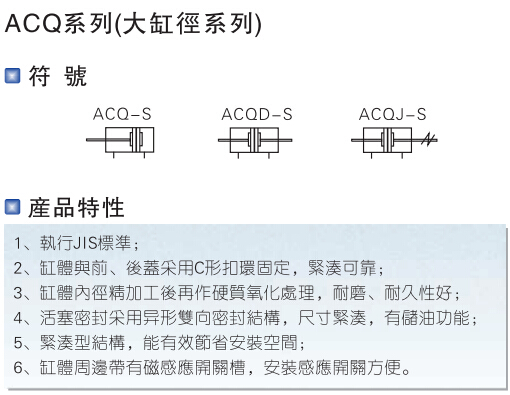 ACQ系列(大缸徑系列)
符 號
ACQ-S ACQD-S ACQJ-S
産品特性
1、執行JIS標準；
2、缸體與前、後蓋采用C形扣環固定，緊湊可靠；
3、缸體內徑精加工後再作硬質氧化處理，耐磨、耐久性好；
4、活塞密封采用异形雙向密封結構，尺寸緊湊，有儲油功能；
5、緊湊型結構，能有效節省安裝空間；
6、缸體周邊帶有磁感應開關槽，安裝感應開關方便。